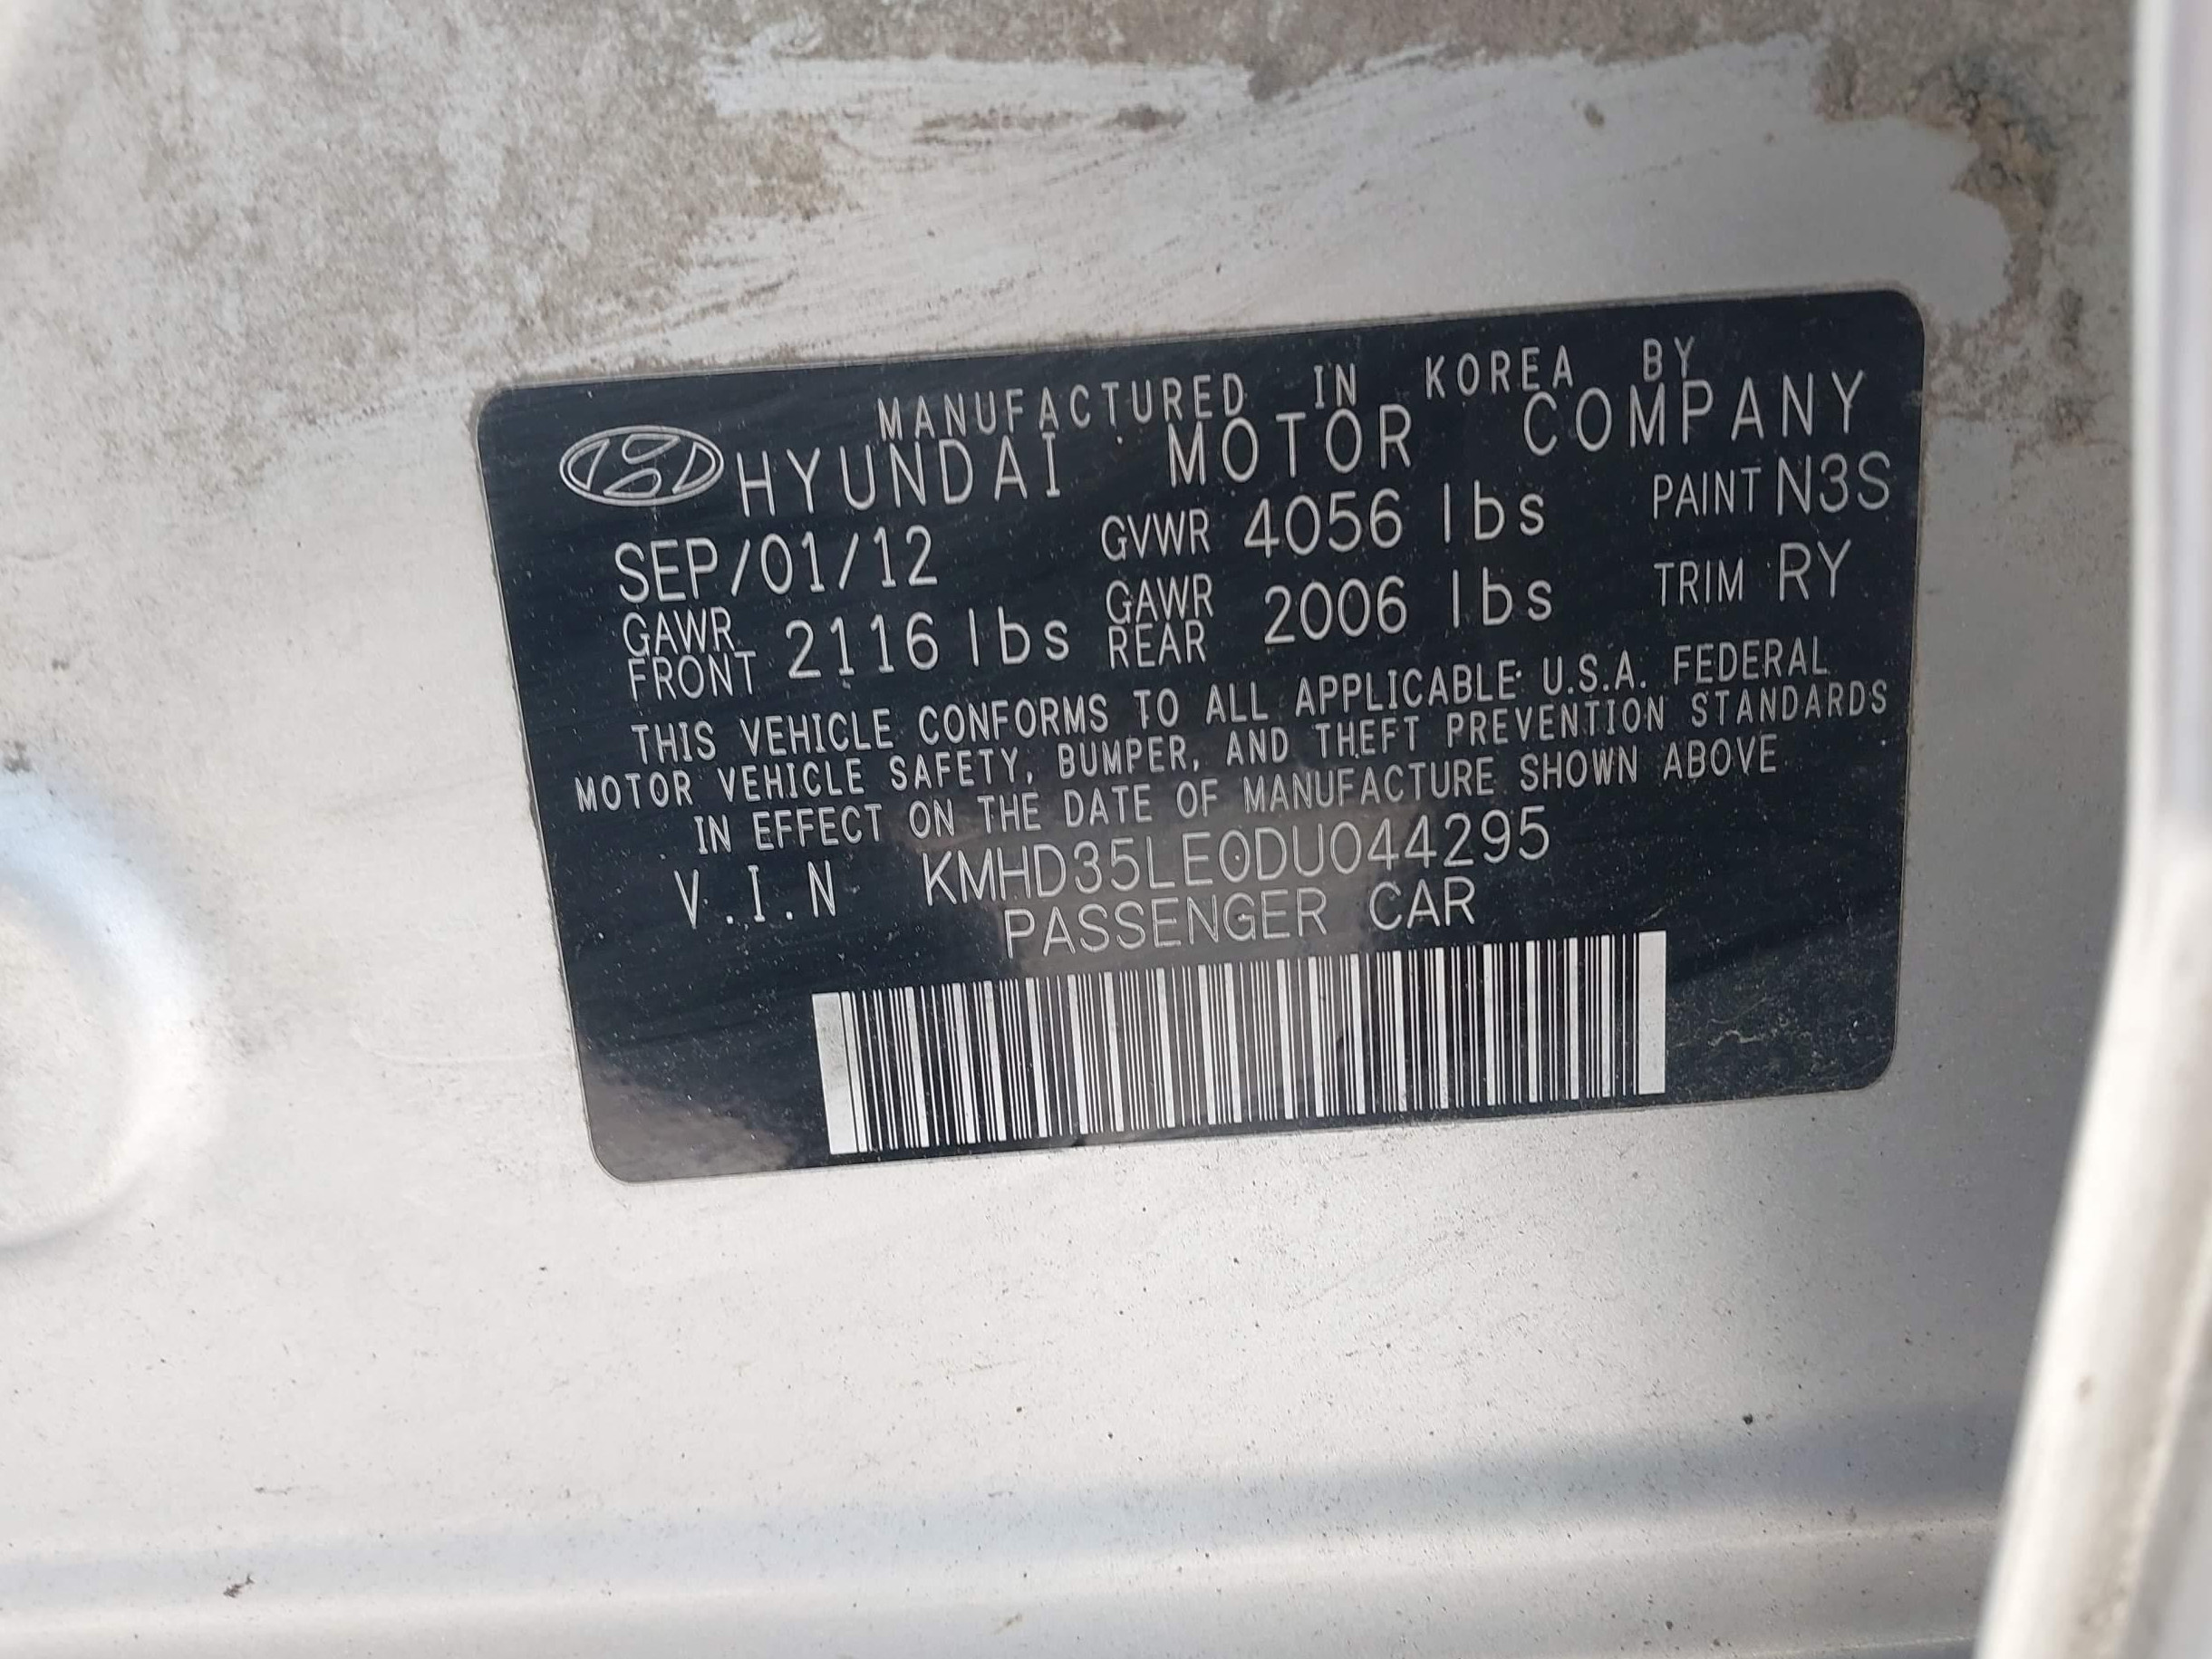 MANUFACTURED IN KOREA BY
HYUNDAI MOTOR COMPANY
SEP/01/12 GVWR 4056 lbs PAINT N3S
GAWR FRONT 2116 lbs GAWR REAR 2006 lbs TRIM RY
THIS VEHICLE CONFORMS TO ALL APPLICABLE U.S.A. FEDERAL
MOTOR VEHICLE SAFETY, BUMPER, AND THEFT PREVENTION STANDARDS
IN EFFECT ON THE DATE OF MANUFACTURE SHOWN ABOVE
V.I.N KMHD35LE0DU044295
PASSENGER CAR